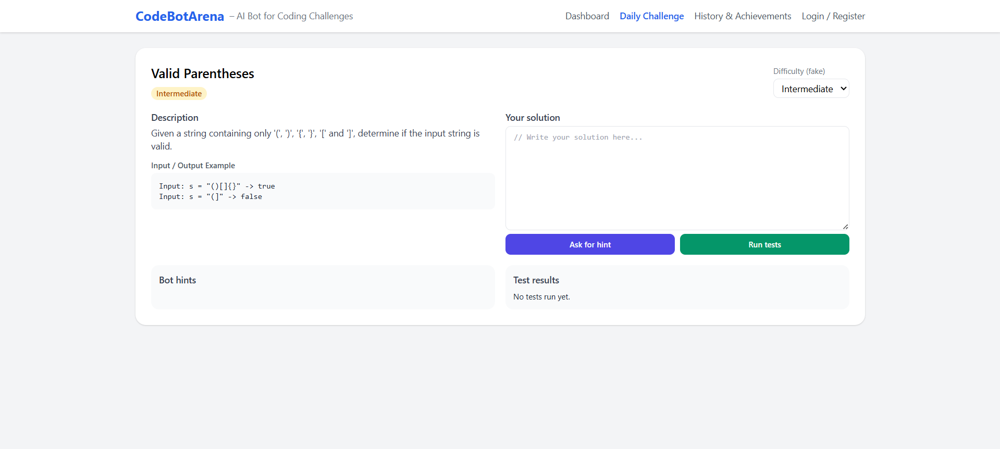 CodeBotArena – AI Bot for Coding Challenges
Dashboard
Daily Challenge
History & Achievements
Login / Register
Valid Parentheses
Intermediate
Difficulty (fake)
Intermediate
Description
Given a string containing only '(', ')', '{', '}', '[' and ']', determine if the input string is
valid.
Input / Output Example
Input: s = "()[]{}" -> true
Input: s = "(]" -> false
Your solution
// Write your solution here...
Ask for hint
Run tests
Bot hints
Test results
No tests run yet.